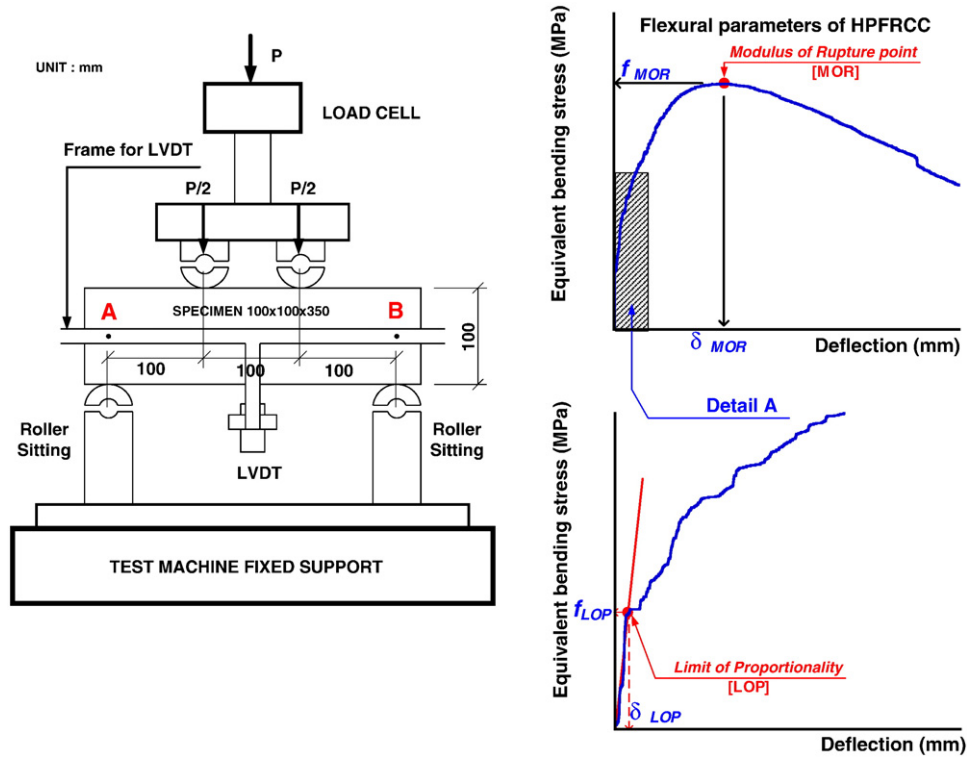 P
UNIT : mm
LOAD CELL
Frame for LVDT
P/2
P/2
A
SPECIMEN 100x100x350
B
100
100
100
100
Roller
Sitting
LVDT
Roller
Sitting
TEST MACHINE FIXED SUPPORT
Flexural parameters of HPFRCC
Modulus of Rupture point
[MOR]
f MOR
Equivalent bending stress (MPa)
δ MOR
Deflection (mm)
Detail A
Equivalent bending stress (MPa)
fLOP
Limit of Proportionality
[LOP]
δ LOP
Deflection (mm)